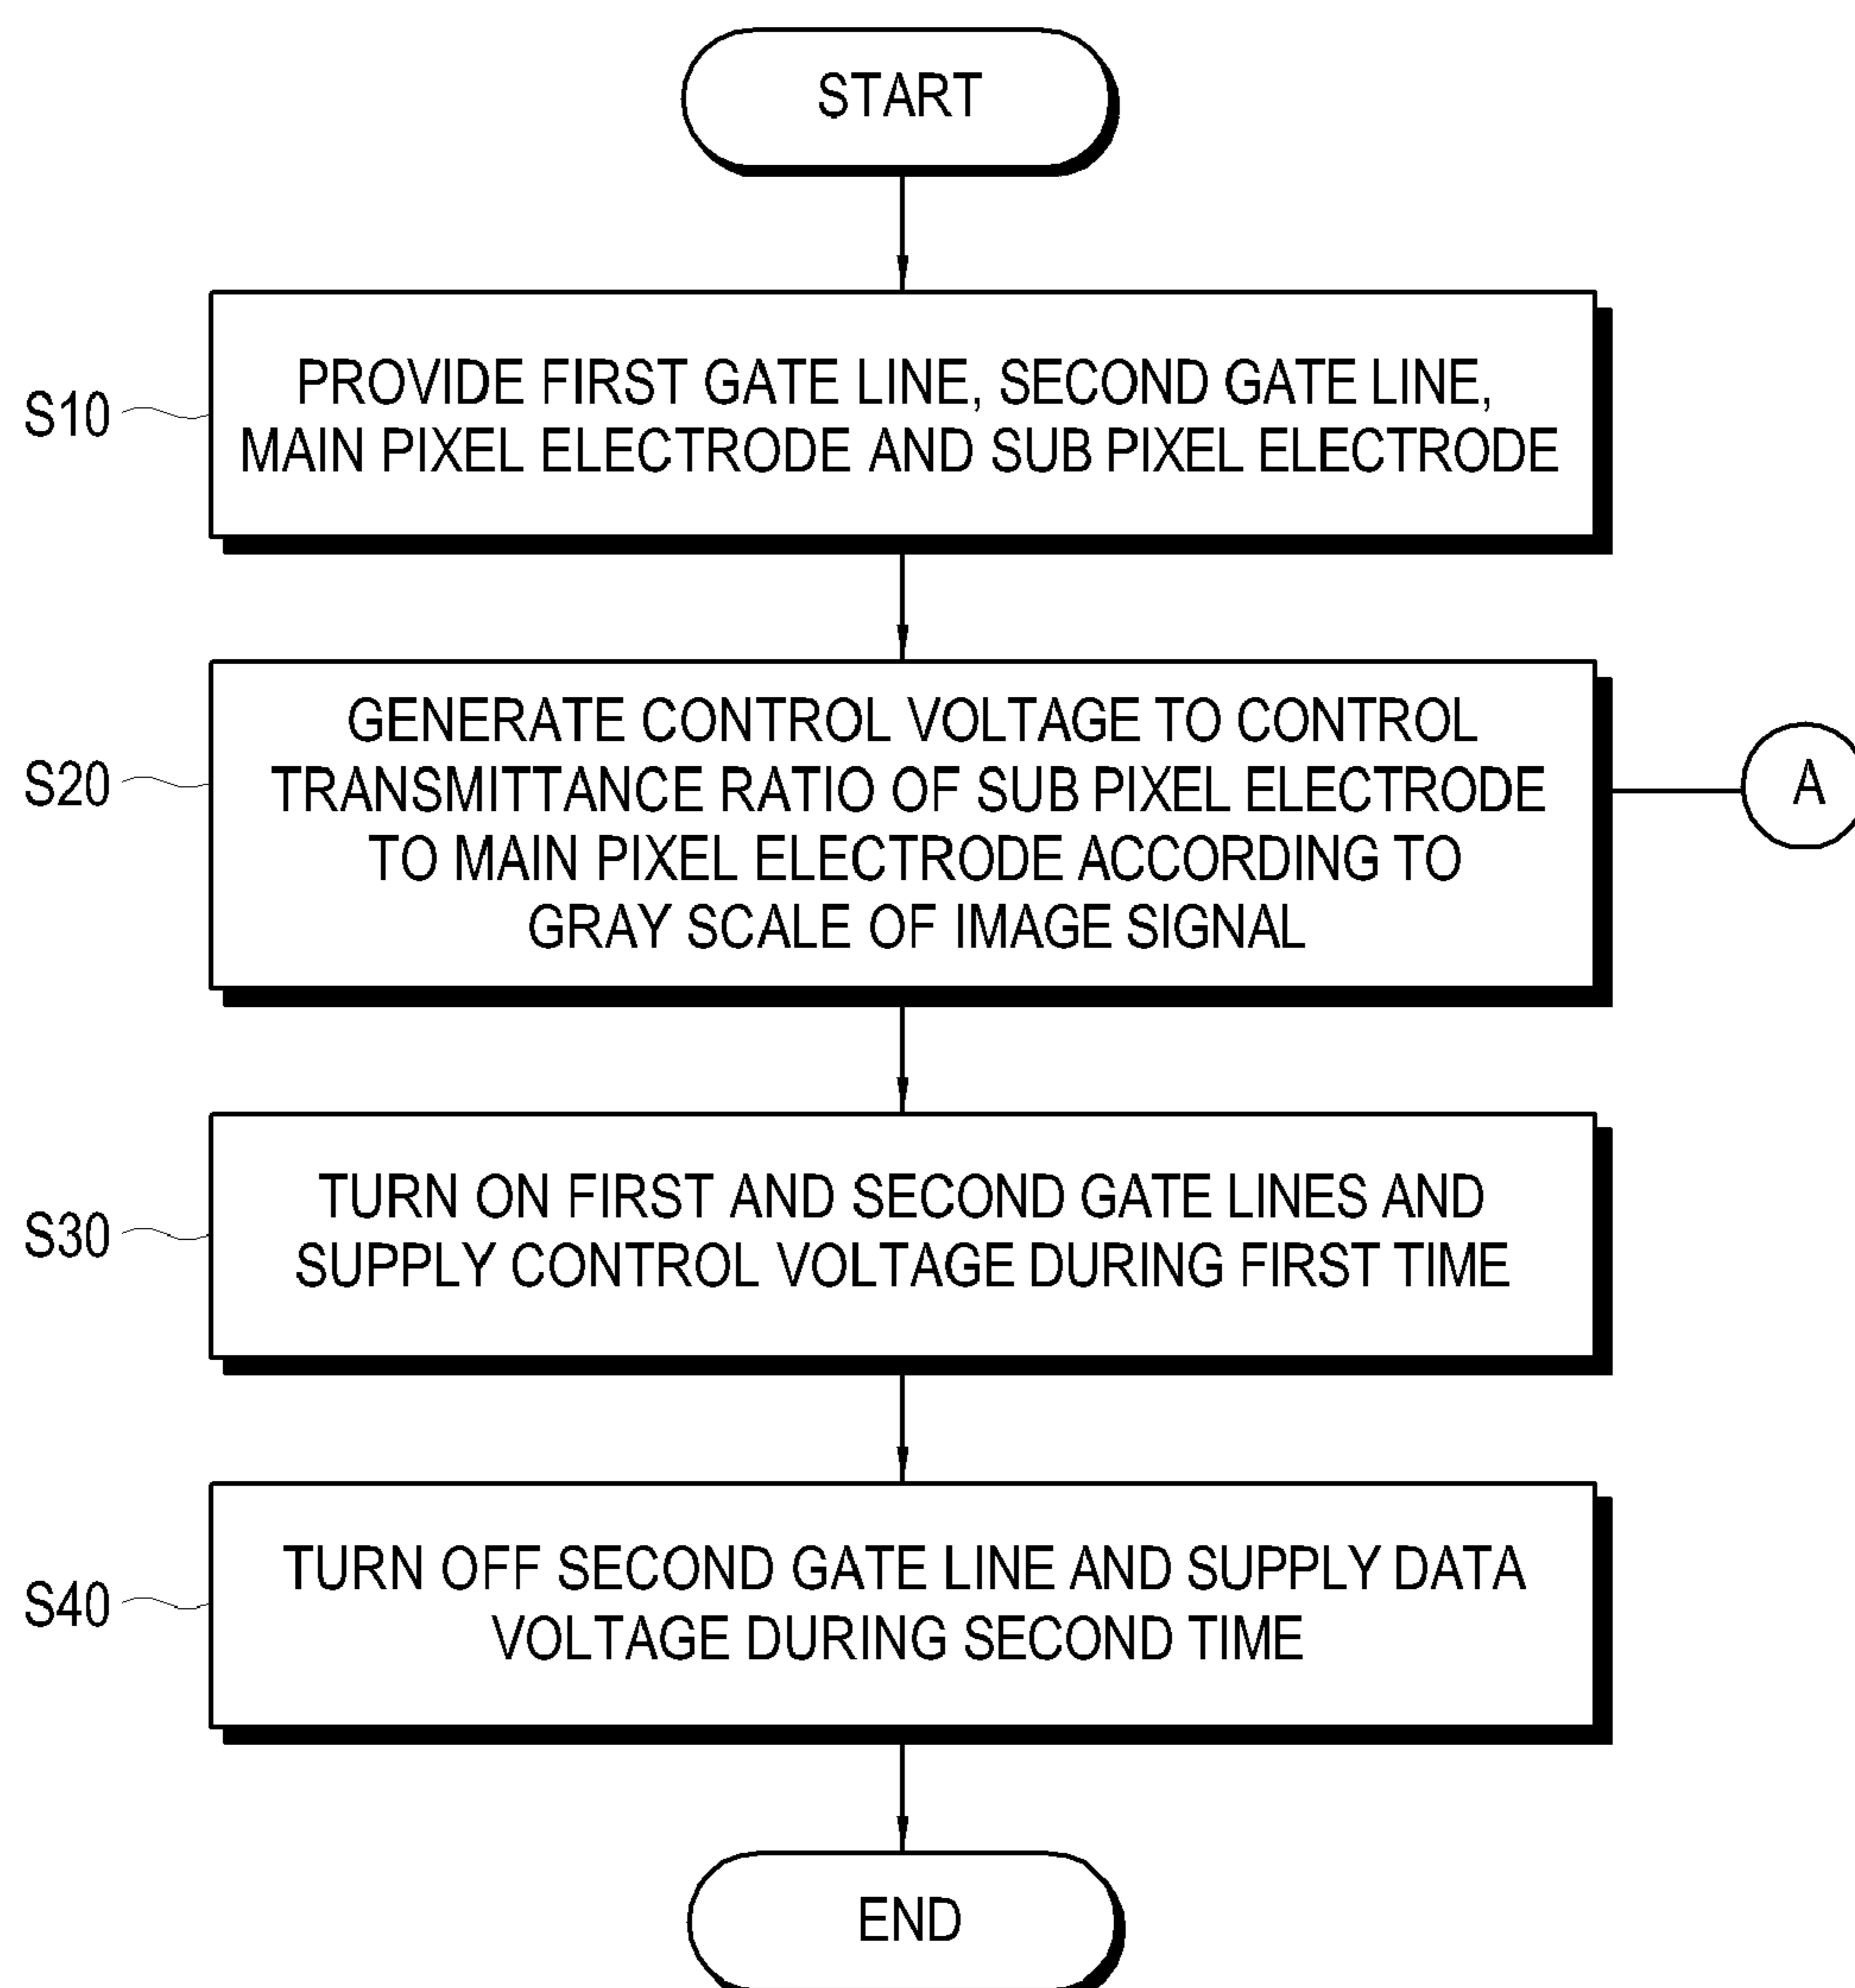 START
S10
PROVIDE FIRST GATE LINE, SECOND GATE LINE,
MAIN PIXEL ELECTRODE AND SUB PIXEL ELECTRODE
S20
GENERATE CONTROL VOLTAGE TO CONTROL
TRANSMITTANCE RATIO OF SUB PIXEL ELECTRODE
TO MAIN PIXEL ELECTRODE ACCORDING TO
GRAY SCALE OF IMAGE SIGNAL
A
S30
TURN ON FIRST AND SECOND GATE LINES AND
SUPPLY CONTROL VOLTAGE DURING FIRST TIME
S40
TURN OFF SECOND GATE LINE AND SUPPLY DATA
VOLTAGE DURING SECOND TIME
END